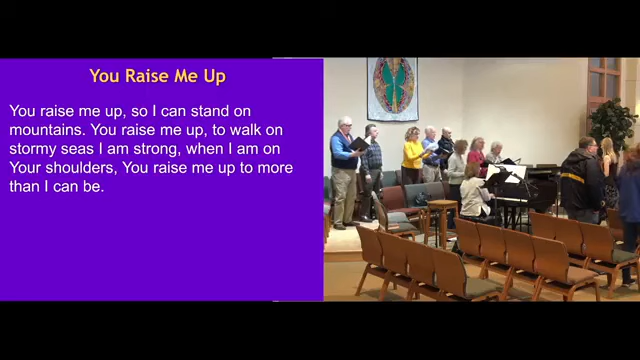 You Raise Me Up
You raise me up, so I can stand on
mountains. You raise me up, to walk on
stormy seas I am strong, when I am on
Your shoulders, You raise me up to more
than I can be.